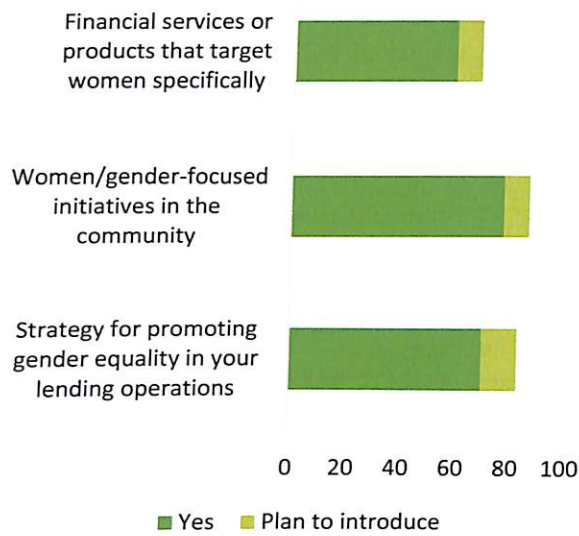 Financial services or
products that target
women specifically
Women/gender-focused
initiatives in the
community
Strategy for promoting
gender equality in your
lending operations
0 20 40 60 80 100
Yes Plan to introduce